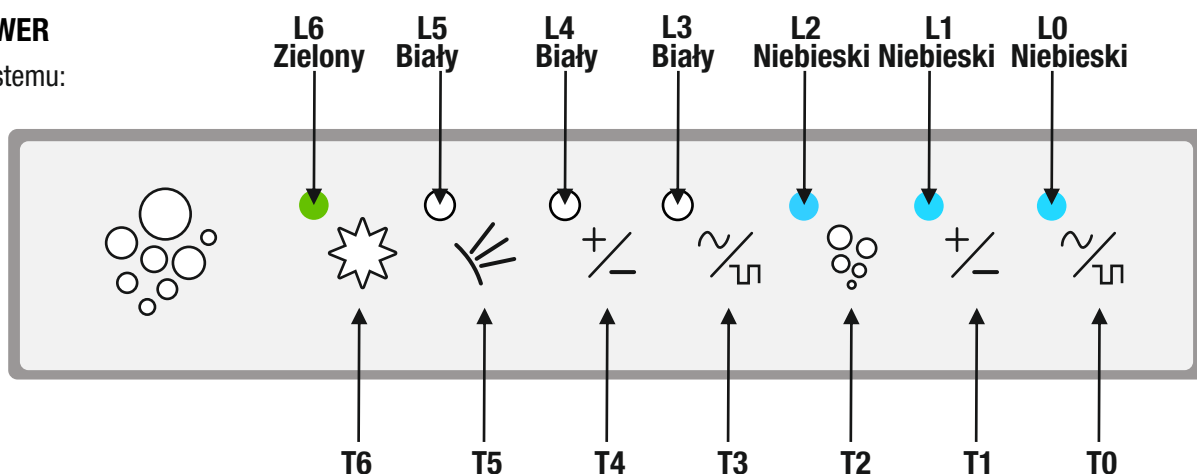 WER
stemu:
L6 L5 L4 L3 L2 L1 L0
Zielony Biały Biały Biały Niebieski Niebieski Niebieski
T6 T5 T4 T3 T2 T1 T0